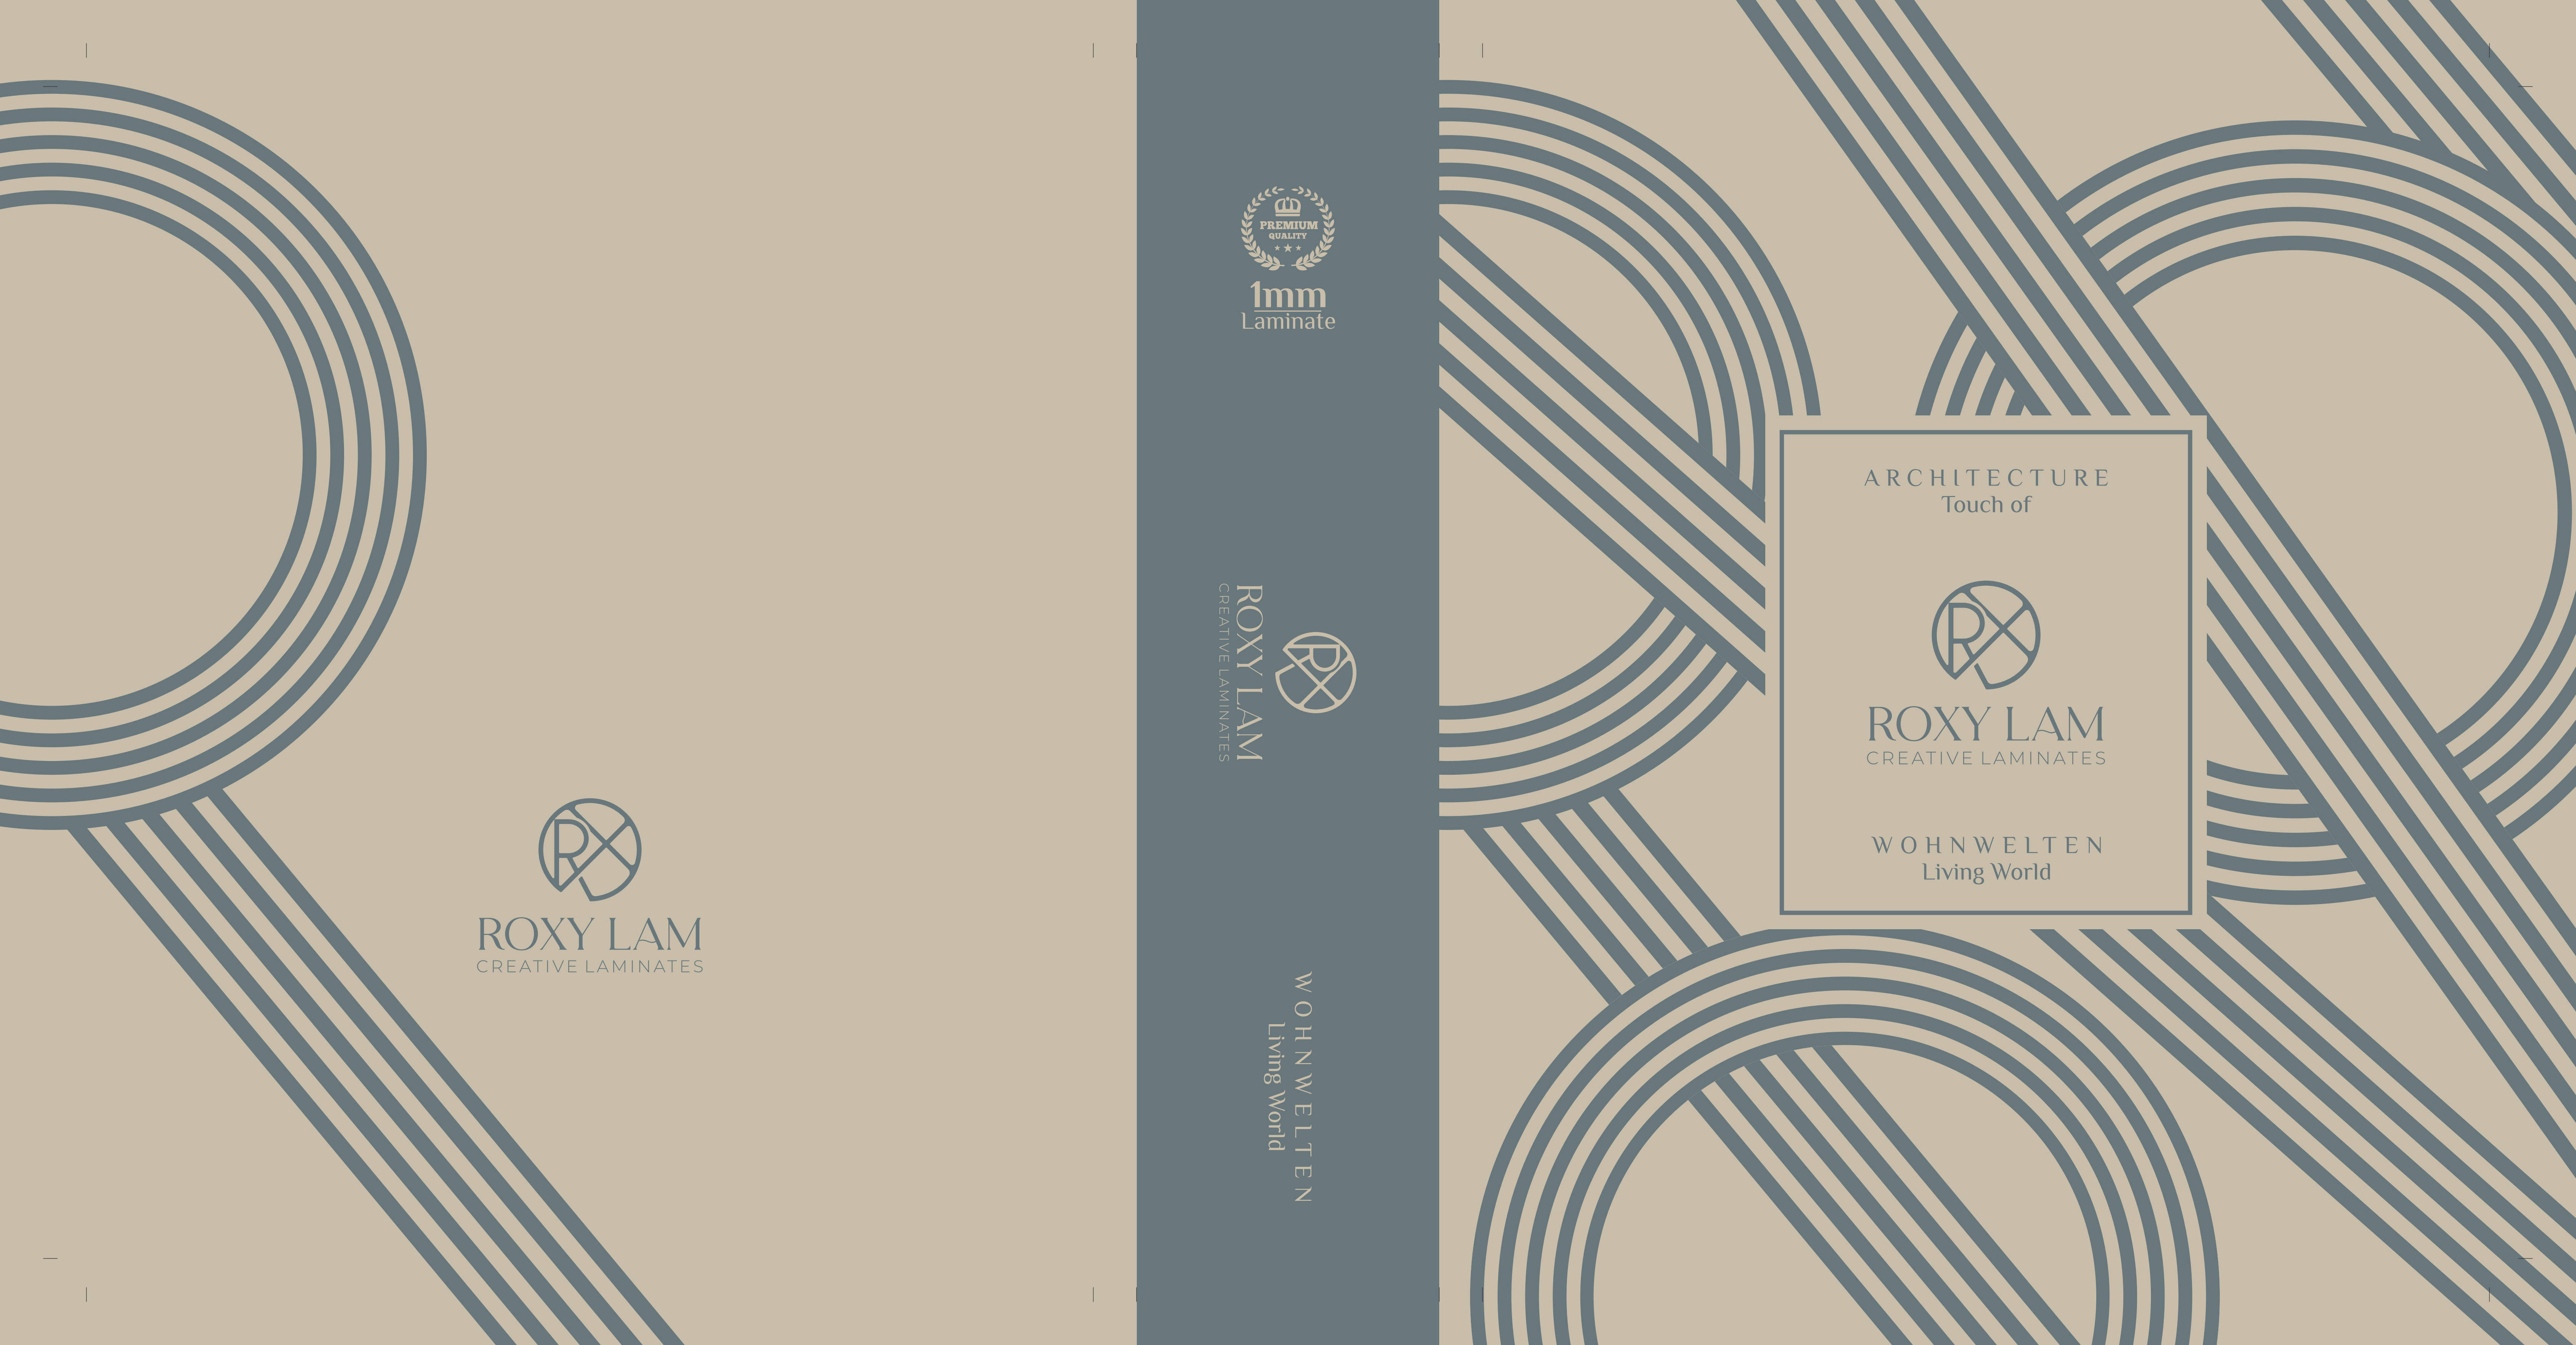 ROXY LAM
CREATIVE LAMINATES
PREMIUM
QUALITY
1mm
Laminate
ROXY LAM
CREATIVE LAMINATES
WOHNWELTEN
Living World
ARCHITECTURE
Touch of
ROXY LAM
CREATIVE LAMINATES
WOHNWELTEN
Living World